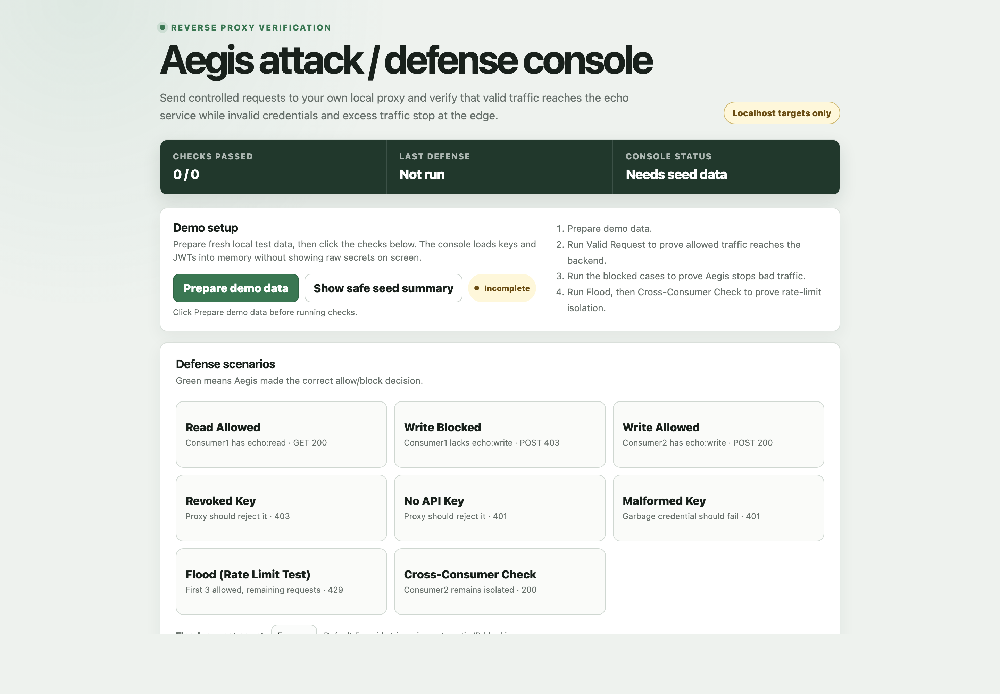 REVERSE PROXY VERIFICATION
Aegis attack / defense console
Send controlled requests to your own local proxy and verify that valid traffic reaches the echo
service while invalid credentials and excess traffic stop at the edge.
Localhost targets only
CHECKS PASSED
0 / 0
LAST DEFENSE
Not run
CONSOLE STATUS
Needs seed data
Demo setup
Prepare fresh local test data, then click the checks below. The console loads keys and
JWTs into memory without showing raw secrets on screen.
Prepare demo data
Show safe seed summary
Incomplete
Click Prepare demo data before running checks.
1. Prepare demo data.
2. Run Valid Request to prove allowed traffic reaches the
backend.
3. Run the blocked cases to prove Aegis stops bad traffic.
4. Run Flood, then Cross-Consumer Check to prove rate-limit
isolation.
Defense scenarios
Green means Aegis made the correct allow/block decision.
Read Allowed
Consumer1 has echo:read · GET 200
Write Blocked
Consumer1 lacks echo:write · POST 403
Write Allowed
Consumer2 has echo:write · POST 200
Revoked Key
Proxy should reject it · 403
No API Key
Proxy should reject it · 401
Malformed Key
Garbage credential should fail · 401
Flood (Rate Limit Test)
First 3 allowed, remaining requests · 429
Cross-Consumer Check
Consumer2 remains isolated · 200